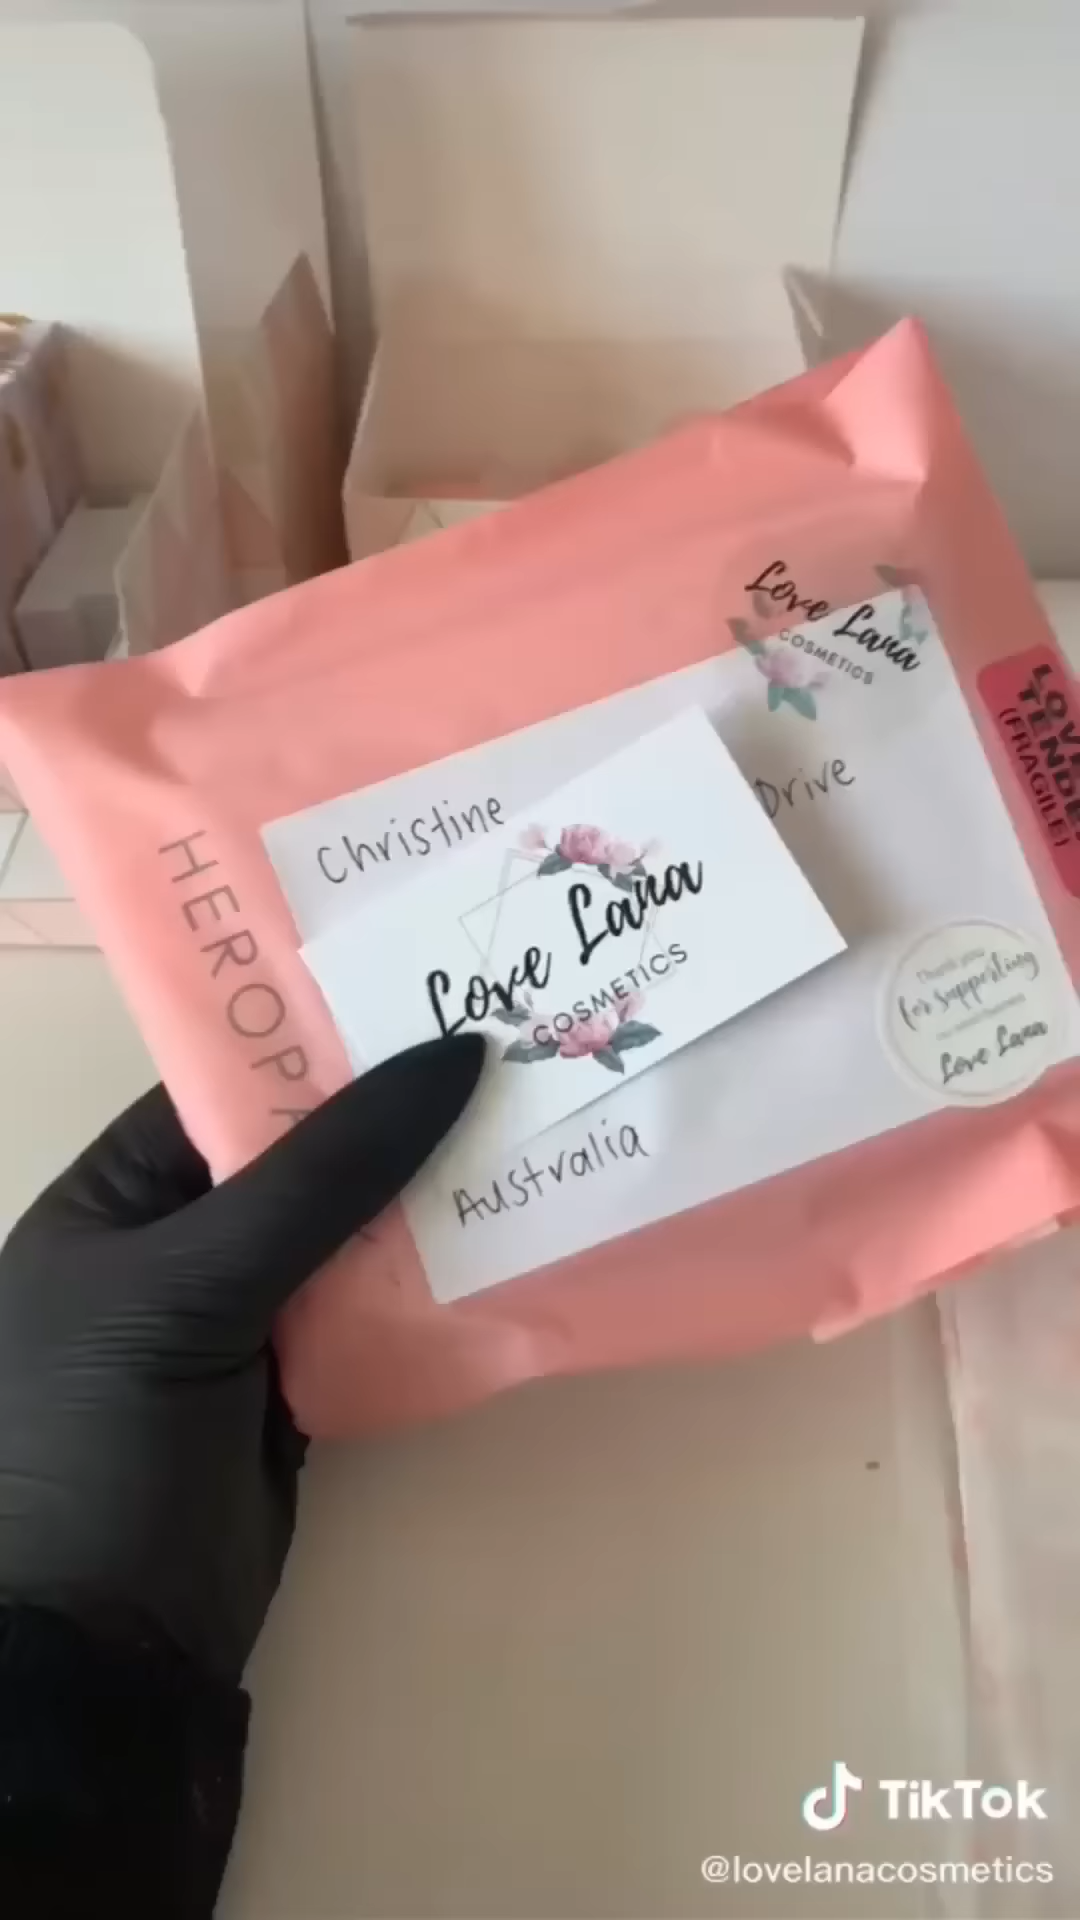 Love Lana
COSMETICS
LOVE
TENDER
(FRAGILE)
Christine
Drive
Love Lana
COSMETICS
HEROPA
Thank you
for supporting
Love Lana
Australia
TikTok
@lovelanacosmetics